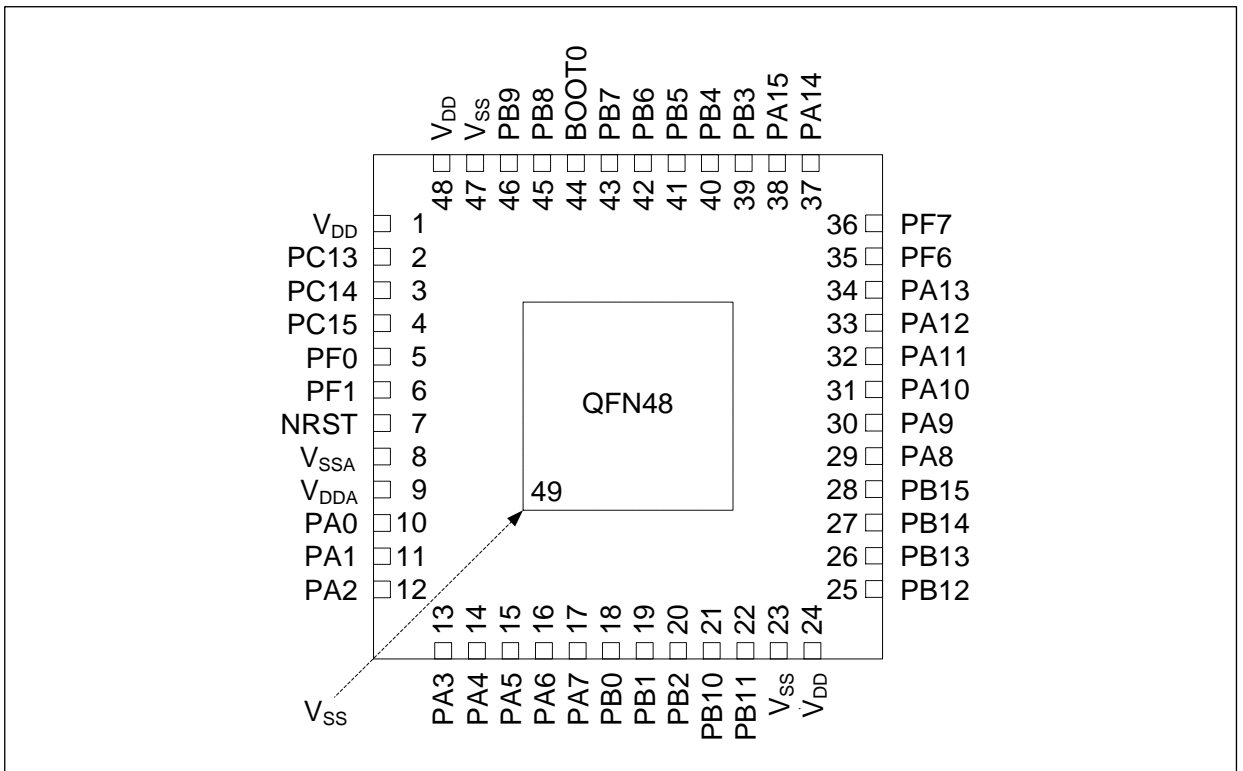 VDD VSS PB9 PB8 BOOT0 PB7 PB6 PB5 PB4 PB3 PA15 PA14
48 47 46 45 44 43 42 41 40 39 38 37
VDD 1 36 PF7
PC13 2 35 PF6
PC14 3 34 PA13
PC15 4 33 PA12
PF0 5 32 PA11
PF1 6 31 PA10
QFN48
NRST 7 30 PA9
VSSA 8 29 PA8
VDDA 9 28 PB15
49
PA0 10 27 PB14
PA1 11 26 PB13
PA2 12 25 PB12
13 14 15 16 17 18 19 20 21 22 23 24
PA3 PA4 PA5 PA6 PA7 PB0 PB1 PB2 PB10 PB11 VSS VDD
VSS